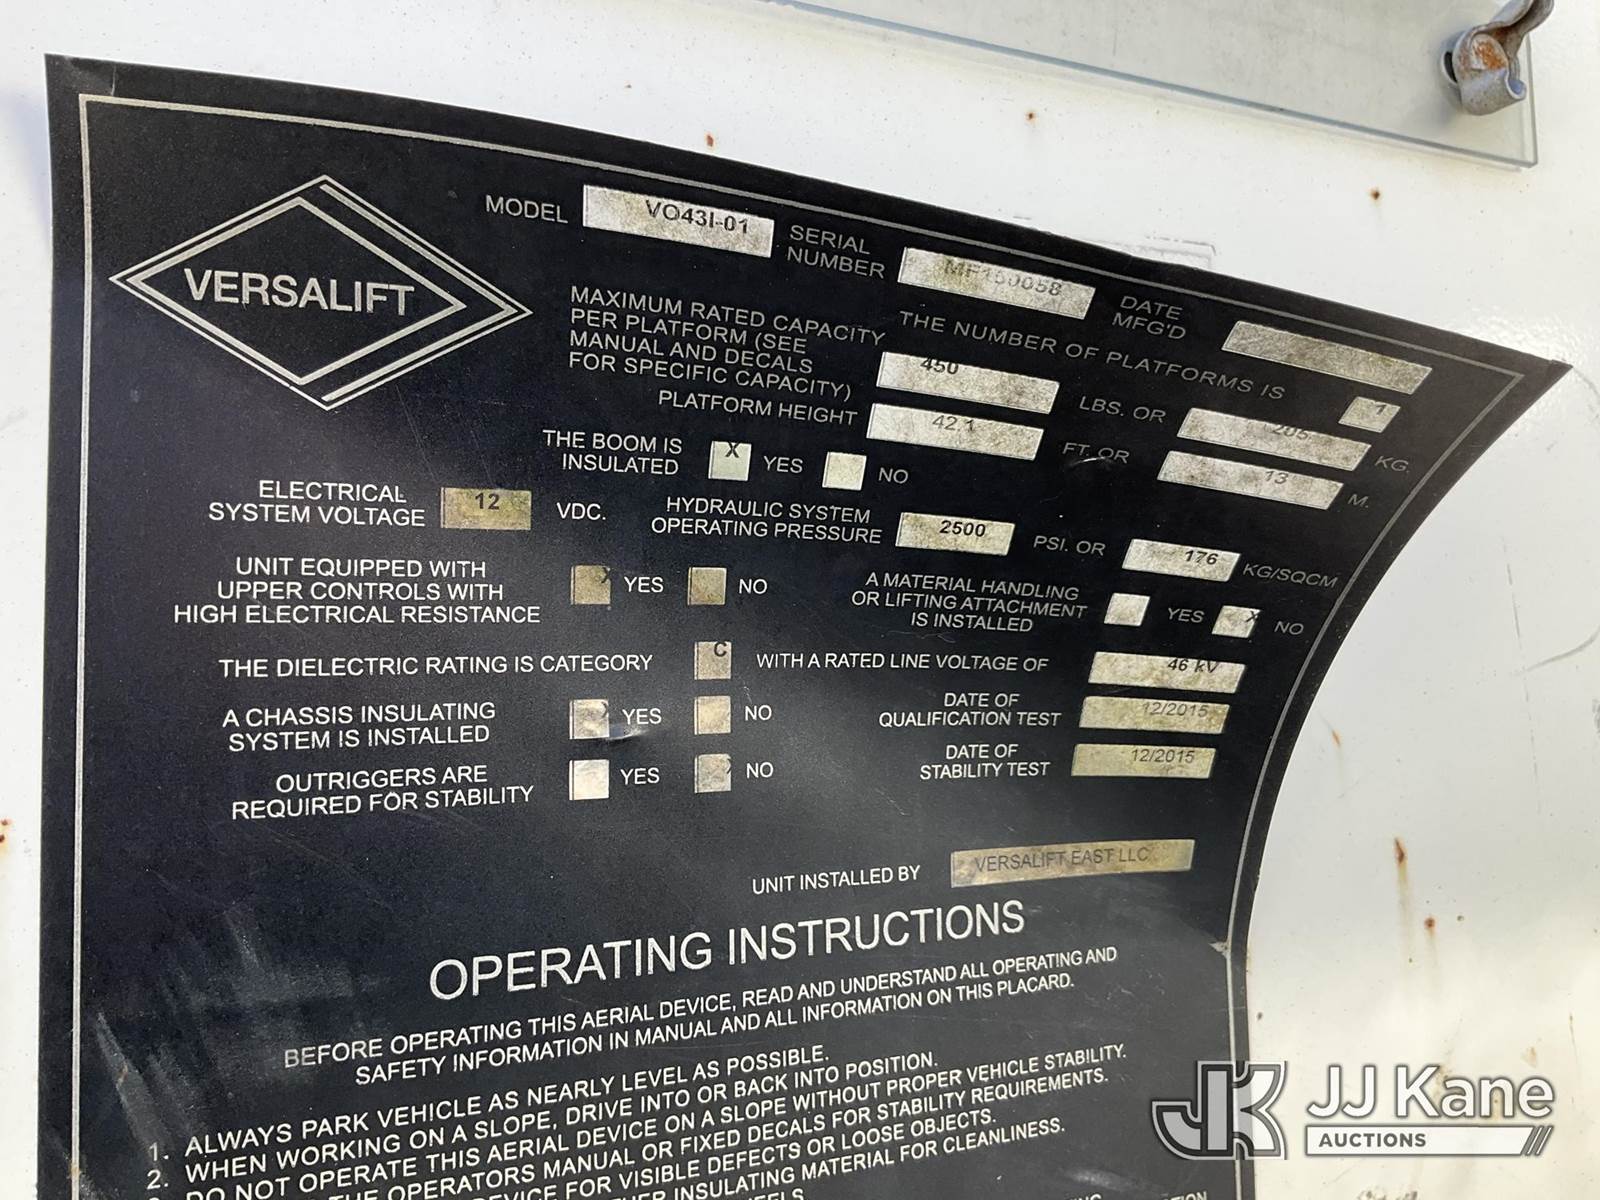 VERSALIFT
MODEL VO43I-01 SERIAL NUMBER MF150058 DATE MFG'D
MAXIMUM RATED CAPACITY
PER PLATFORM (SEE
MANUAL AND DECALS
FOR SPECIFIC CAPACITY) 450 LBS. OR 205 KG.
THE NUMBER OF PLATFORMS IS 1
PLATFORM HEIGHT 42.1 FT. OR 13 M.
THE BOOM IS
INSULATED X YES NO
ELECTRICAL
SYSTEM VOLTAGE 12 VDC.
HYDRAULIC SYSTEM
OPERATING PRESSURE 2500 PSI. OR 176 KG/SQCM
UNIT EQUIPPED WITH
UPPER CONTROLS WITH
HIGH ELECTRICAL RESISTANCE X YES NO
A MATERIAL HANDLING
OR LIFTING ATTACHMENT
IS INSTALLED YES X NO
THE DIELECTRIC RATING IS CATEGORY C WITH A RATED LINE VOLTAGE OF 46 kV
A CHASSIS INSULATING
SYSTEM IS INSTALLED YES NO
DATE OF
QUALIFICATION TEST 12/2015
OUTRIGGERS ARE
REQUIRED FOR STABILITY YES NO
DATE OF
STABILITY TEST 12/2015
UNIT INSTALLED BY VERSALIFT EAST LLC
OPERATING INSTRUCTIONS
BEFORE OPERATING THIS AERIAL DEVICE, READ AND UNDERSTAND ALL OPERATING AND
SAFETY INFORMATION IN MANUAL AND ALL INFORMATION ON THIS PLACARD.
1. ALWAYS PARK VEHICLE AS NEARLY LEVEL AS POSSIBLE.
2. WHEN WORKING ON A SLOPE, DRIVE INTO OR BACK INTO POSITION.
DO NOT OPERATE THIS AERIAL DEVICE ON A SLOPE WITHOUT PROPER VEHICLE STABILITY.
THE OPERATORS MANUAL OR FIXED DECALS FOR STABILITY REQUIREMENTS.
DEVICE FOR VISIBLE DEFECTS OR LOOSE OBJECTS.
INSULATING MATERIAL FOR CLEANLINESS.
JK JJ Kane
AUCTIONS